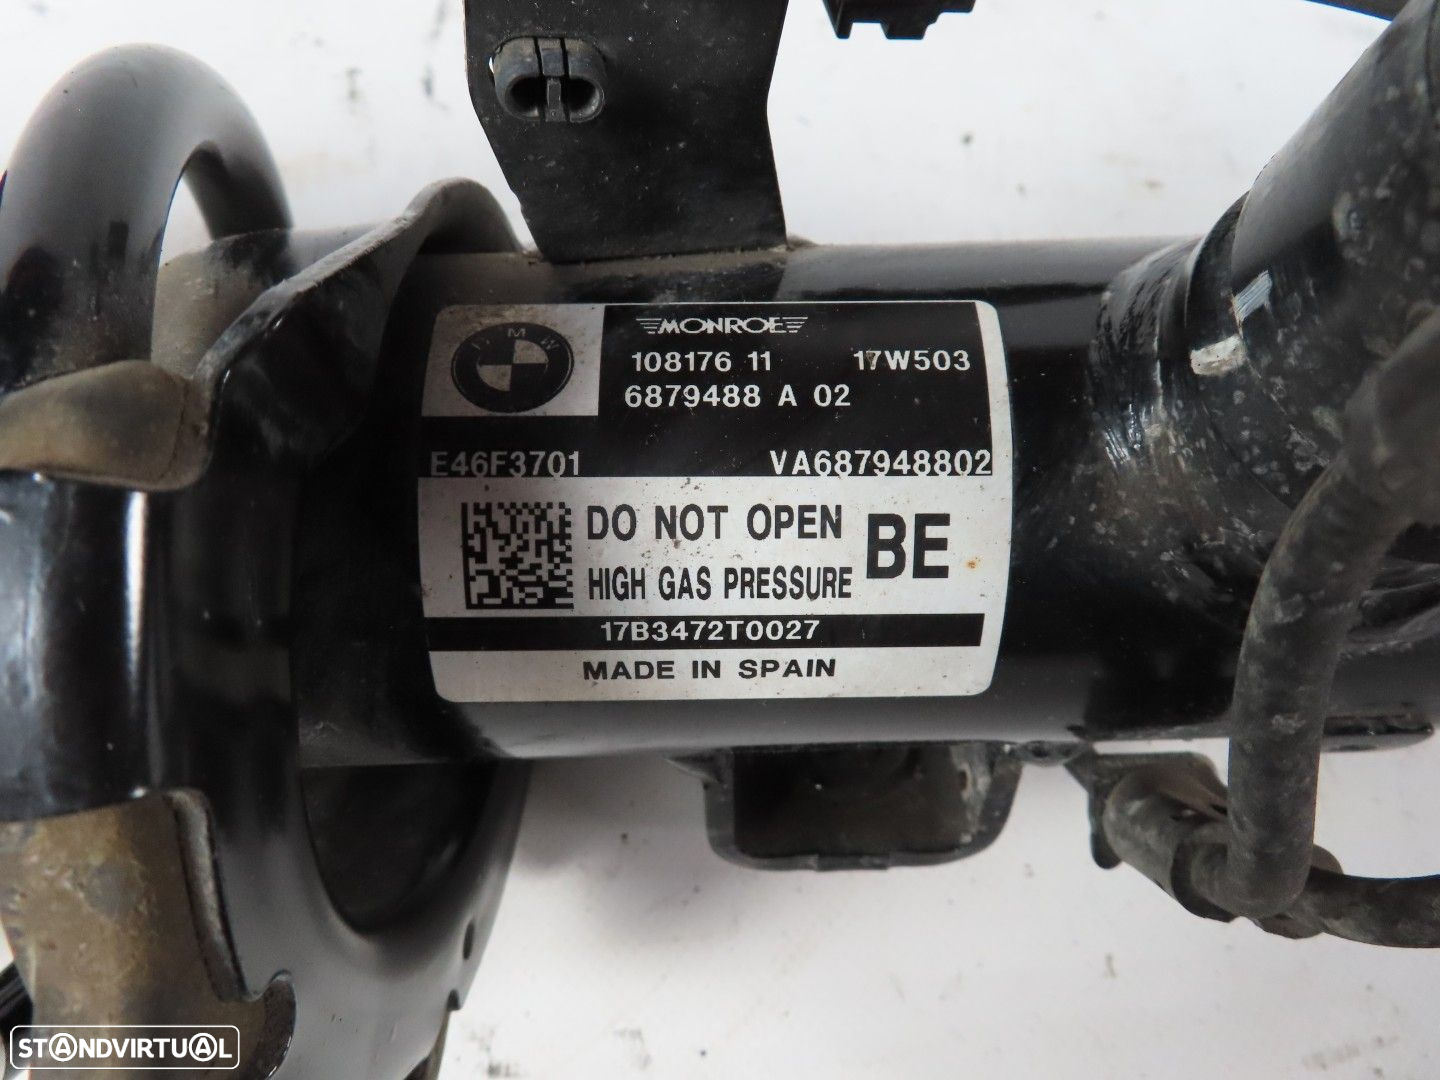 BMW
MONROE
108176 11 17W503
6879488 A 02
E46F3701 VA687948802
DO NOT OPEN BE
HIGH GAS PRESSURE
17B3472T0027
MADE IN SPAIN
STANDVIRTUAL